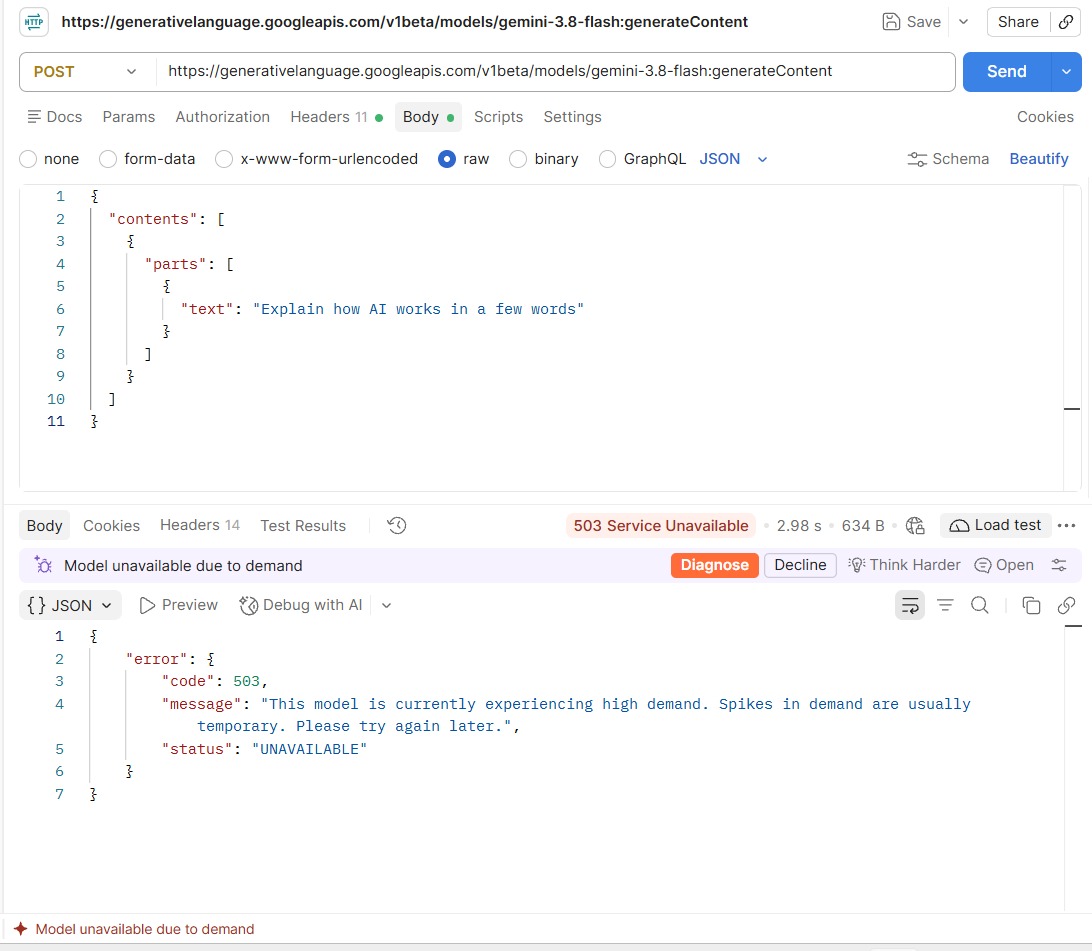 HTTP https://generativelanguage.googleapis.com/v1beta/models/gemini-3.8-flash:generateContent Save Share
POST https://generativelanguage.googleapis.com/v1beta/models/gemini-3.8-flash:generateContent Send
Docs Params Authorization Headers 11 Body Scripts Settings Cookies
none form-data x-www-form-urlencoded raw binary GraphQL JSON Schema Beautify
1 {
2 "contents": [
3 {
4 "parts": [
5 {
6 "text": "Explain how AI works in a few words"
7 }
8 ]
9 }
10 ]
11 }
Body Cookies Headers 14 Test Results 503 Service Unavailable 2.98 s 634 B Load test
Model unavailable due to demand Diagnose Decline Think Harder Open
{} JSON Preview Debug with AI
1 {
2 "error": {
3 "code": 503,
4 "message": "This model is currently experiencing high demand. Spikes in demand are usually
temporary. Please try again later.",
5 "status": "UNAVAILABLE"
6 }
7 }
Model unavailable due to demand